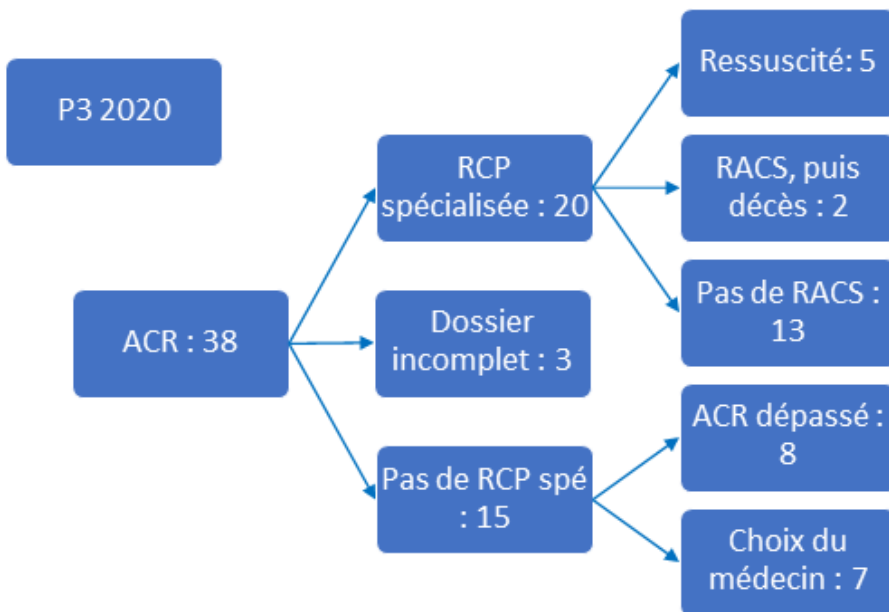 P3 2020
ACR : 38
RCP
spécialisée : 20
Dossier
incomplet : 3
Pas de RCP spé
: 15
Ressuscité: 5
RACS, puis
décès : 2
Pas de RACS :
13
ACR dépassé :
8
Choix du
médecin : 7